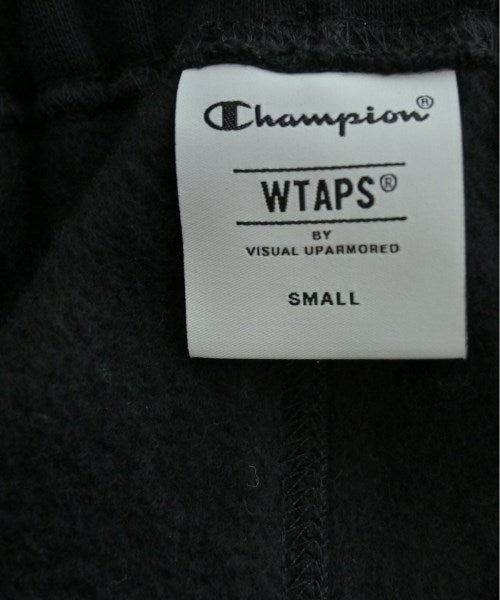 Champion®
WTAPS®
BY
VISUAL UPARMORED
SMALL